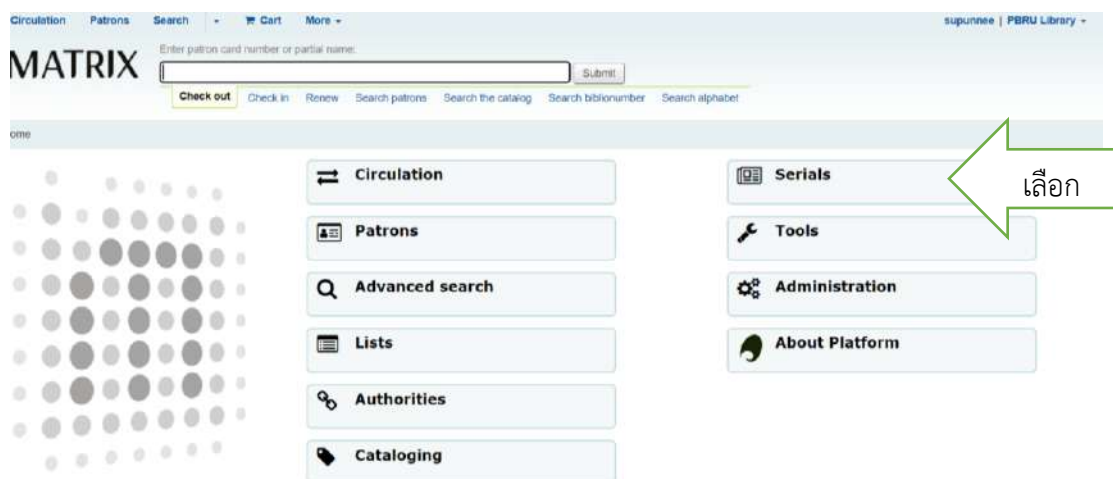 Circulation Patrons Search Cart More supunnee | PBRU Library
MATRIX
Enter patron card number or partial name:
Submit
Check out Check in Renew Search patrons Search the catalog Search biblionumber Search alphabet
ome
Circulation Serials
เลือก
Patrons Tools
Advanced search Administration
Lists About Platform
Authorities
Cataloging